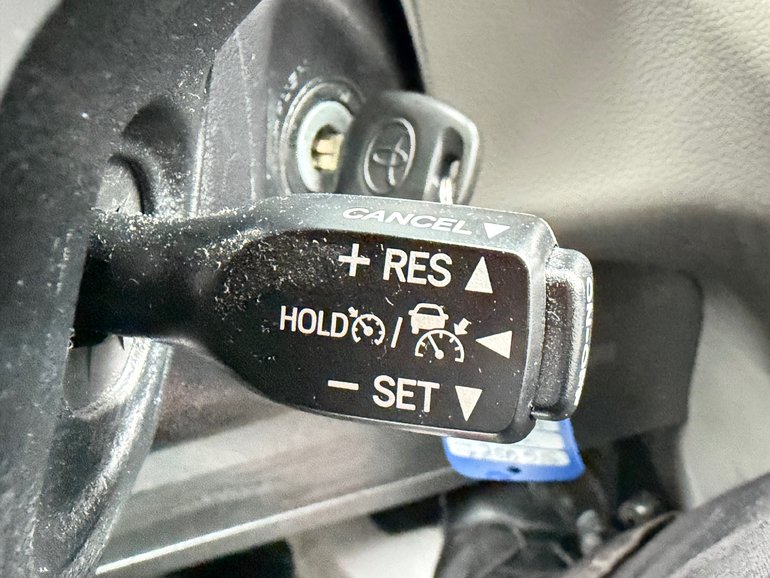 CANCEL ▼
+ RES ▲
HOLD / ◀
− SET ▼